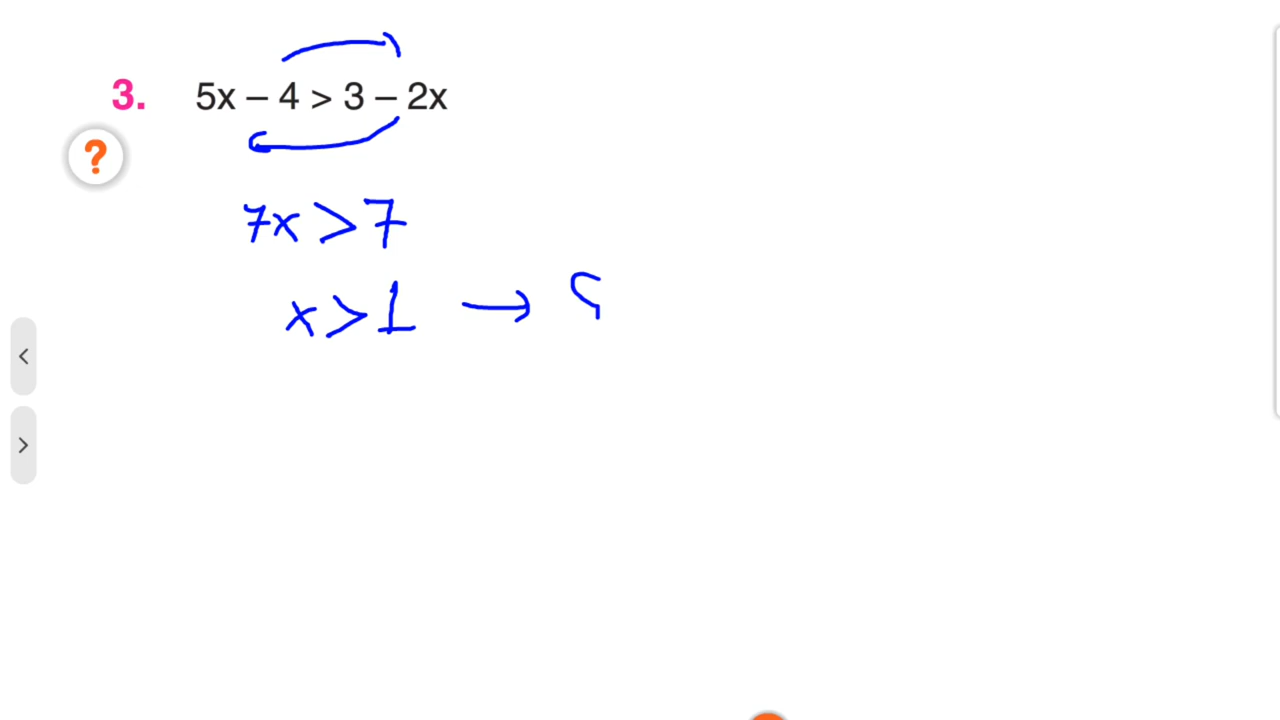 3. 5x – 4 > 3 – 2x
?
7x > 7
x > 1 →